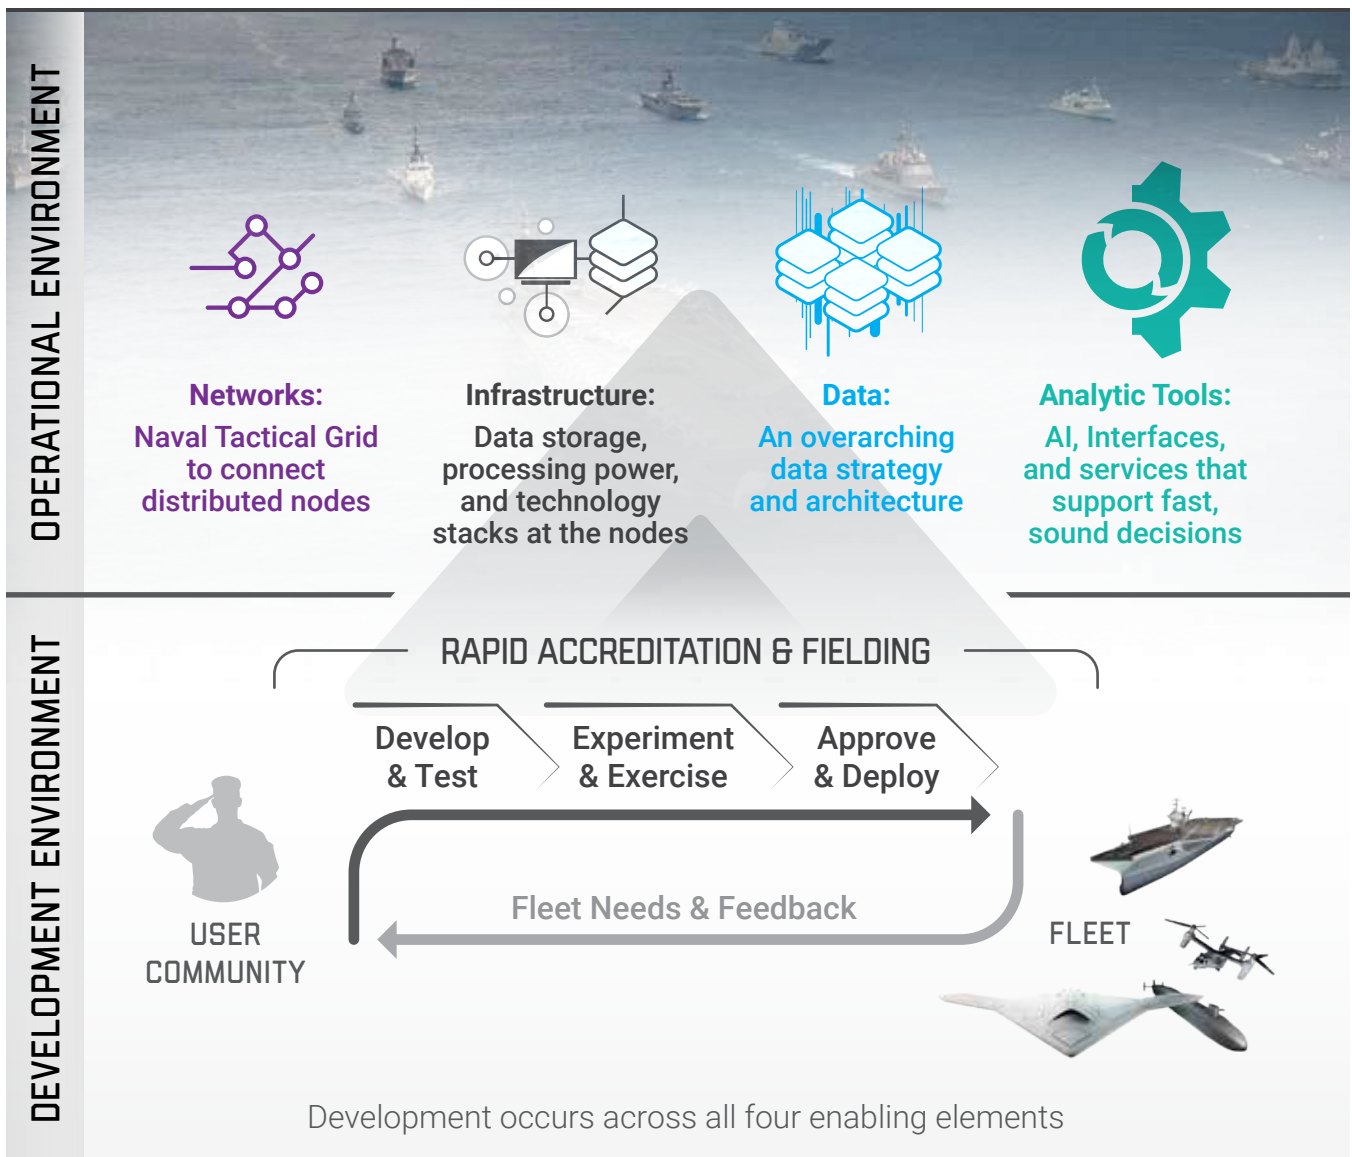 OPERATIONAL ENVIRONMENT
Networks:
Naval Tactical Grid
to connect
distributed nodes
Infrastructure:
Data storage,
processing power,
and technology
stacks at the nodes
Data:
An overarching
data strategy
and architecture
Analytic Tools:
AI, Interfaces,
and services that
support fast,
sound decisions
DEVELOPMENT ENVIRONMENT
RAPID ACCREDITATION & FIELDING
Develop
& Test
Experiment
& Exercise
Approve
& Deploy
Fleet Needs & Feedback
USER
COMMUNITY
FLEET
Development occurs across all four enabling elements